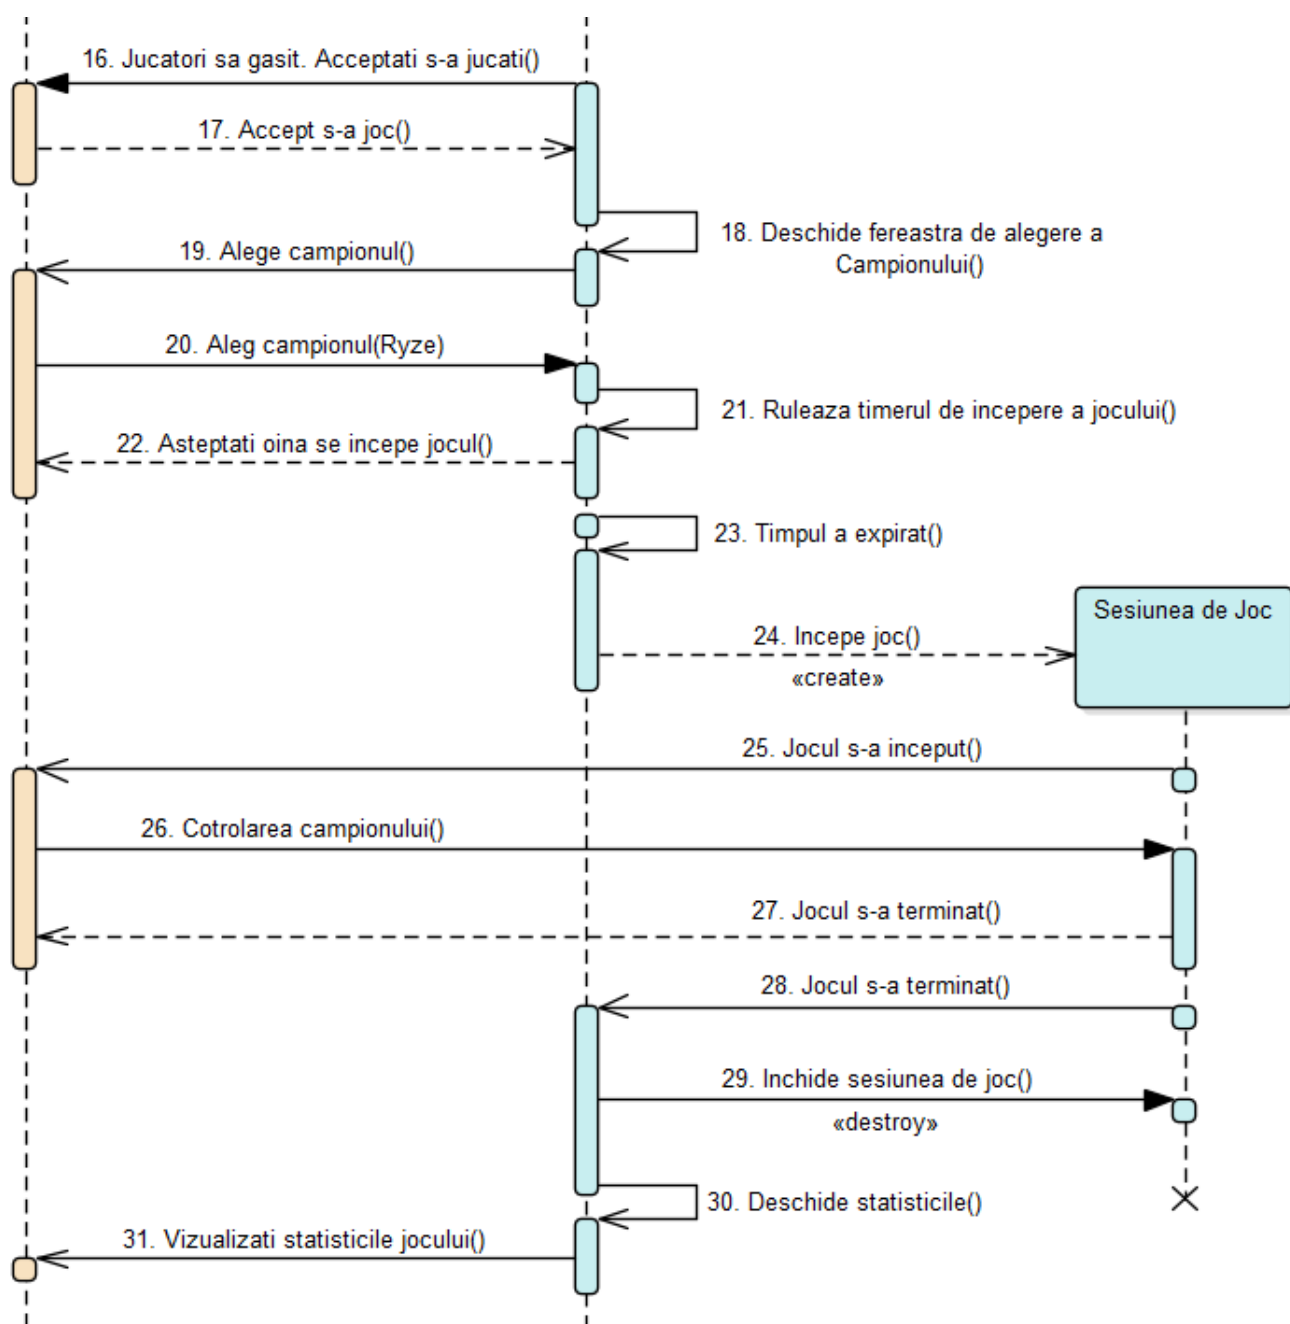 16. Jucatori sa gasit. Acceptati s-a jucati()
17. Accept s-a joc()
18. Deschide fereastra de alegere a
Campionului()
19. Alege campionul()
20. Aleg campionul(Ryze)
21. Ruleaza timerul de incepere a jocului()
22. Asteptati oina se incepe jocul()
23. Timpul a expirat()
Sesiunea de Joc
24. Incepe joc()
«create»
25. Jocul s-a inceput()
26. Cotrolarea campionului()
27. Jocul s-a terminat()
28. Jocul s-a terminat()
29. Inchide sesiunea de joc()
«destroy»
30. Deschide statisticile()
31. Vizualizati statisticile jocului()